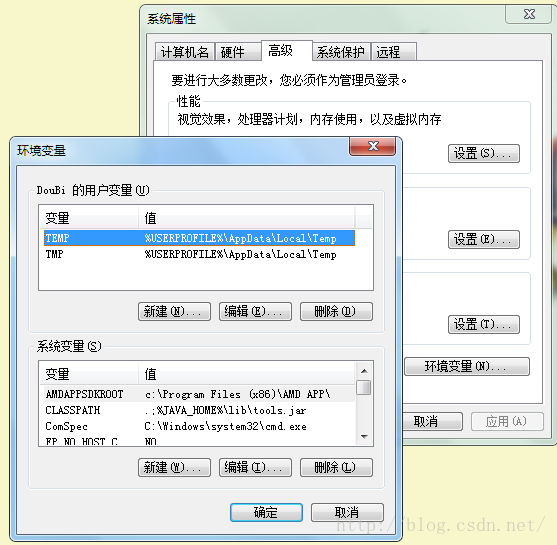 系统属性
计算机名 硬件 高级 系统保护 远程
要进行大多数更改，您必须作为管理员登录。
性能
视觉效果，处理器计划，内存使用，以及虚拟内存
设置(S)...
设置(E)...
设置(T)...
环境变量(N)...
取消 应用(A)
环境变量
DouBi 的用户变量(U)
变量 值
TEMP %USERPROFILE%\AppData\Local\Temp
TMP %USERPROFILE%\AppData\Local\Temp
新建(N)... 编辑(E)... 删除(D)
系统变量(S)
变量 值
AMDAPPSDKROOT c:\Program Files (x86)\AMD APP\
CLASSPATH .;%JAVA_HOME%\lib\tools.jar
ComSpec C:\Windows\system32\cmd.exe
FP_NO_HOST_C NO
新建(W)... 编辑(I)... 删除(L)
确定 取消
http://blog.csdn.net/